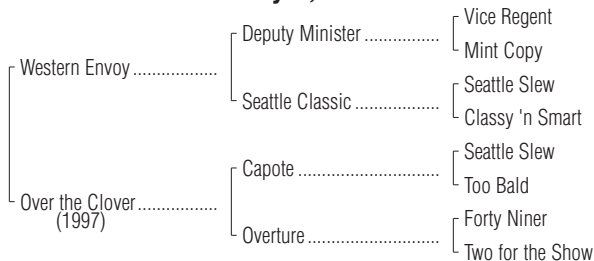 Vice Regent
Deputy Minister ................
Mint Copy
Western Envoy .................
Seattle Slew
Seattle Classic ..................
Classy 'n Smart
Seattle Slew
Capote ..............................
Too Bald
Over the Clover ................
(1997)
Forty Niner
Overture ............................
Two for the Show